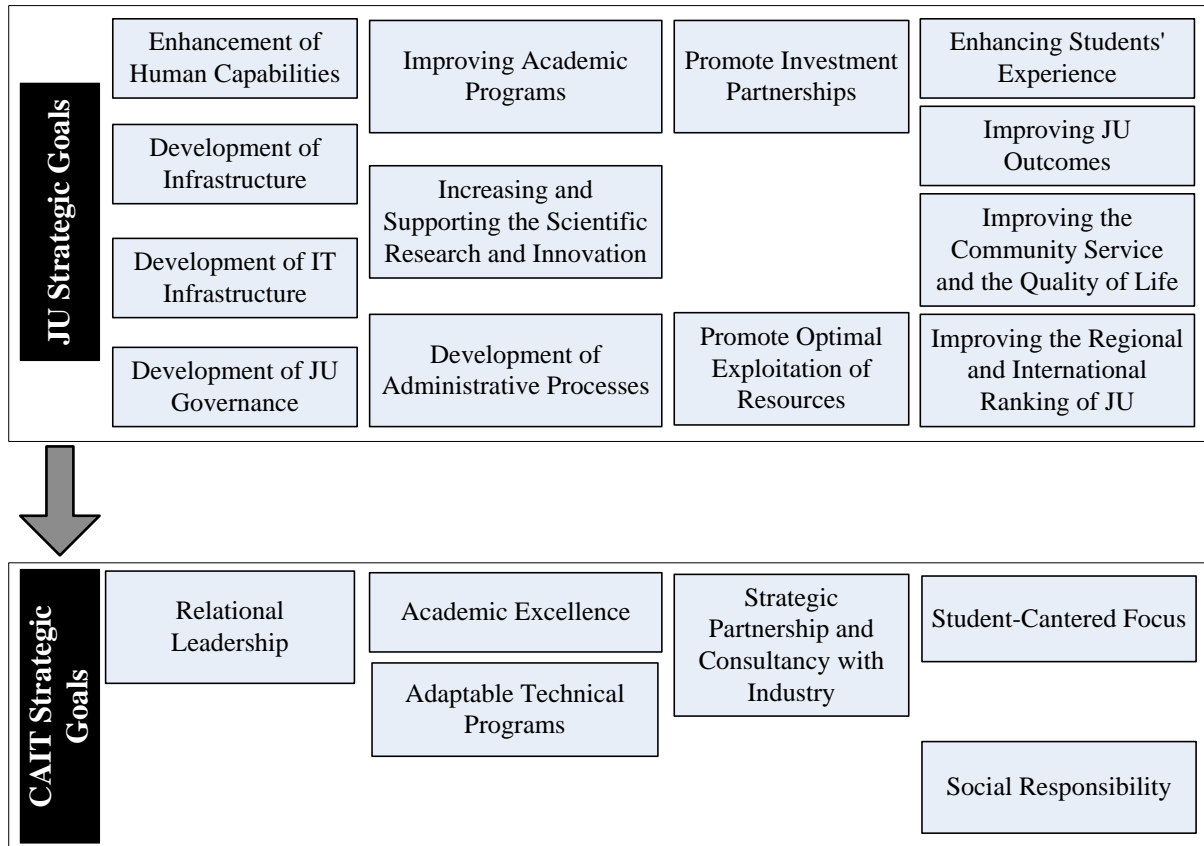 JU Strategic Goals
Enhancement of
Human Capabilities
Development of
Infrastructure
Development of IT
Infrastructure
Development of JU
Governance
Improving Academic
Programs
Increasing and
Supporting the Scientific
Research and Innovation
Development of
Administrative Processes
Promote Investment
Partnerships
Promote Optimal
Exploitation of
Resources
Enhancing Students'
Experience
Improving JU
Outcomes
Improving the
Community Service
and the Quality of Life
Improving the Regional
and International
Ranking of JU
CAIT Strategic
Goals
Relational
Leadership
Academic Excellence
Adaptable Technical
Programs
Strategic
Partnership and
Consultancy with
Industry
Student-Cantered Focus
Social Responsibility